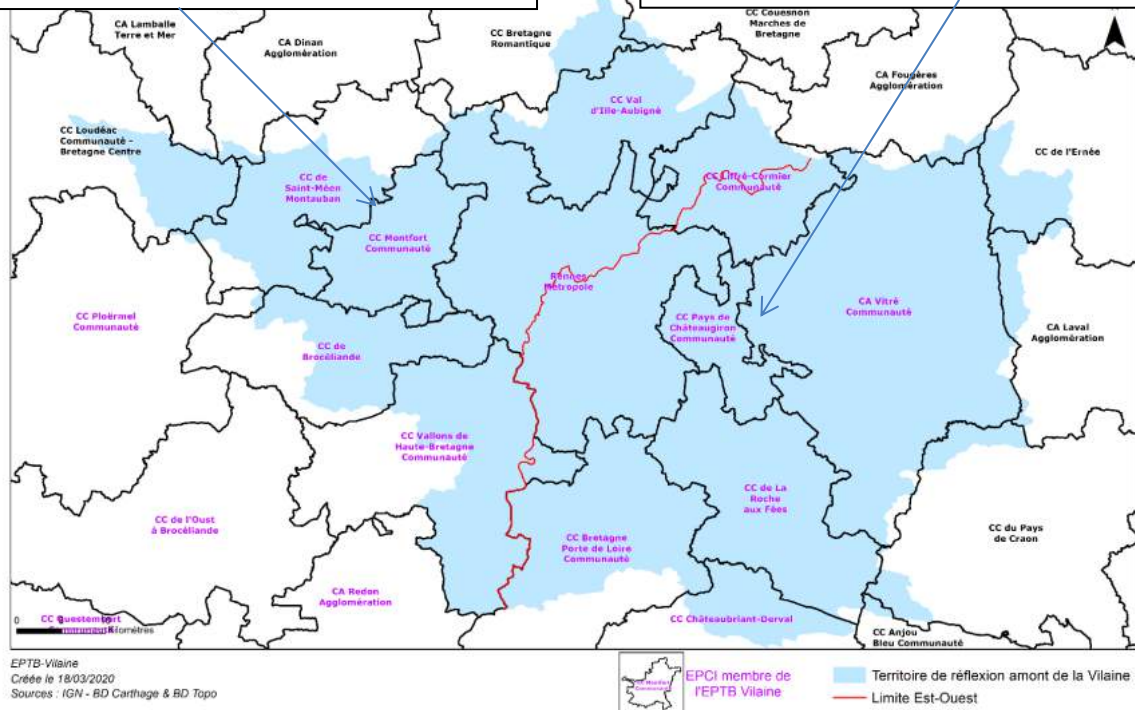 CA Lamballe
Terre et Mer
CA Dinan
Agglomération
CC Bretagne
Romantique
CC Couesnon
Marches de
Bretagne
CA Fougères
Agglomération
CC Val
d'Ille-Aubigné
CC Loudéac
Communauté -
Bretagne Centre
CC de l'Ernée
CC de
Saint-Méen
Montauban
CC Liffré-Cormier
Communauté
CC Montfort
Communauté
Rennes
Métropole
CC Ploërmel
Communauté
CC Pays de
Châteaugiron
Communauté
CA Vitré
Communauté
CA Laval
Agglomération
CC de
Brocéliande
CC Vallons de
Haute-Bretagne
Communauté
CC de La
Roche
aux Fées
CC de l'Oust
à Brocéliande
CC Bretagne
Porte de Loire
Communauté
CC du Pays
de Craon
CA Redon
Agglomération
CC Questembert
Communauté
CC Châteaubriant-Derval
CC Anjou
Bleu Communauté
0
Kilomètres
EPTB-Vilaine
Créée le 18/03/2020
Sources : IGN - BD Carthage & BD Topo
CC Montfort
Communauté
EPCI membre de
l'EPTB Vilaine
Territoire de réflexion amont de la Vilaine
Limite Est-Ouest